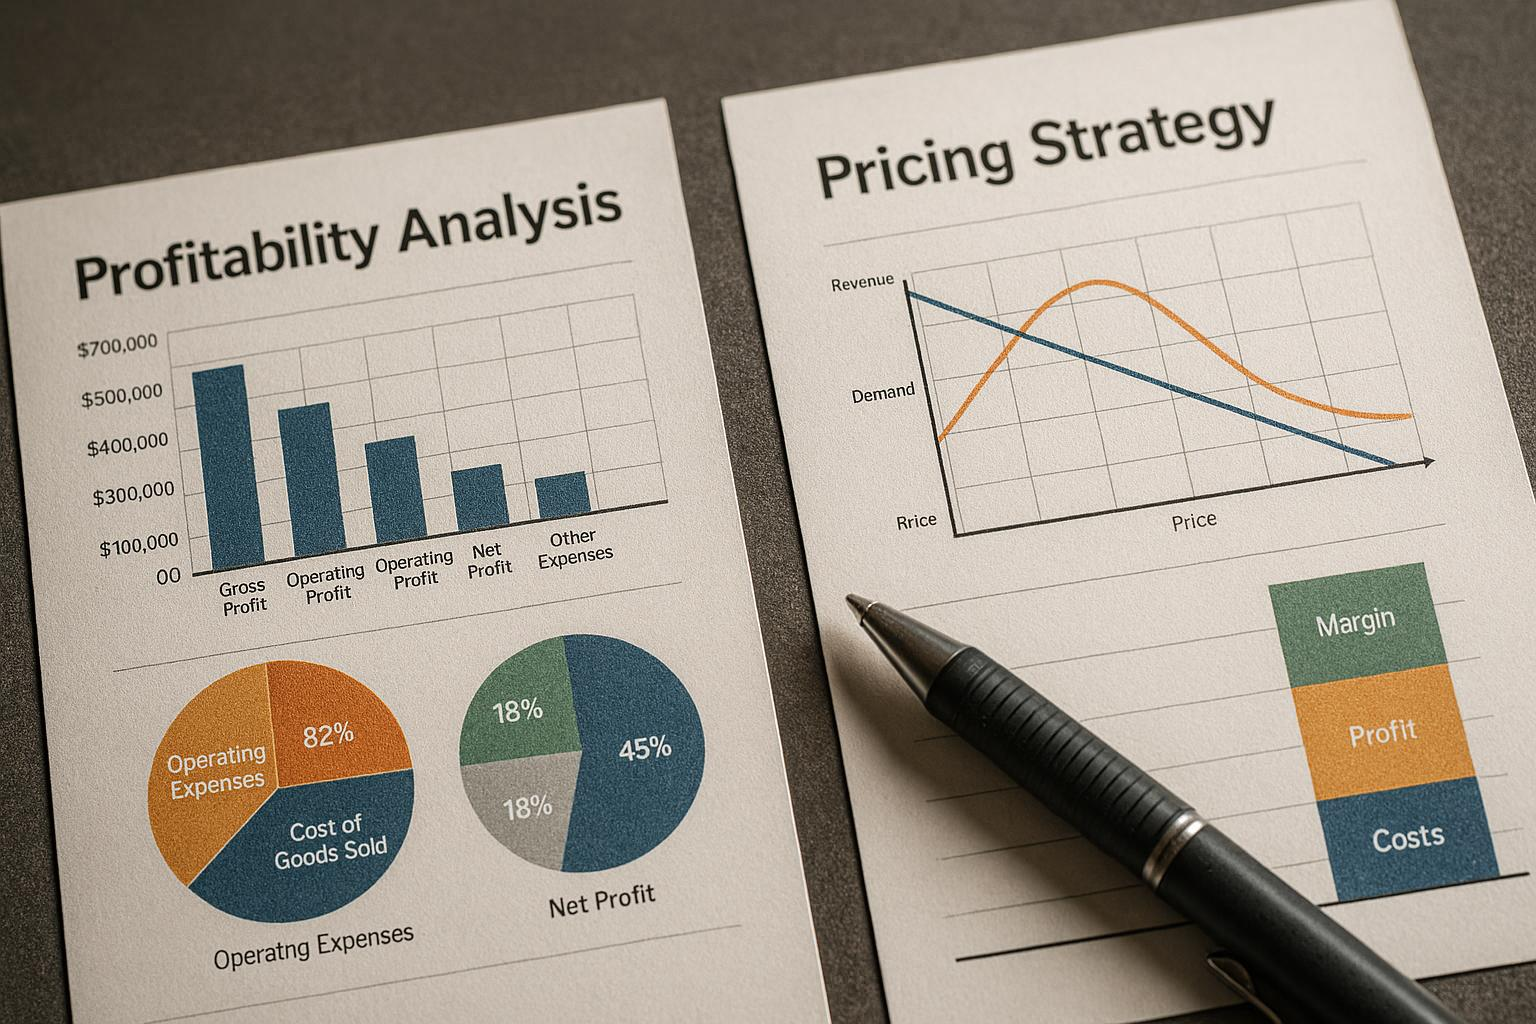 Profitability Analysis
$700,000
$500,000
$400,000
$300,000
$100,000
00
Gross
Profit
Operating
Profit
Operating
Profit
Net
Profit
Other
Expenses
Operating
Expenses
82%
Cost of
Goods Sold
Operatng Expenses
18%
45%
18%
Net Profit
Pricing Strategy
Revenue
Demand
Rrice
Price
Margin
Profit
Costs